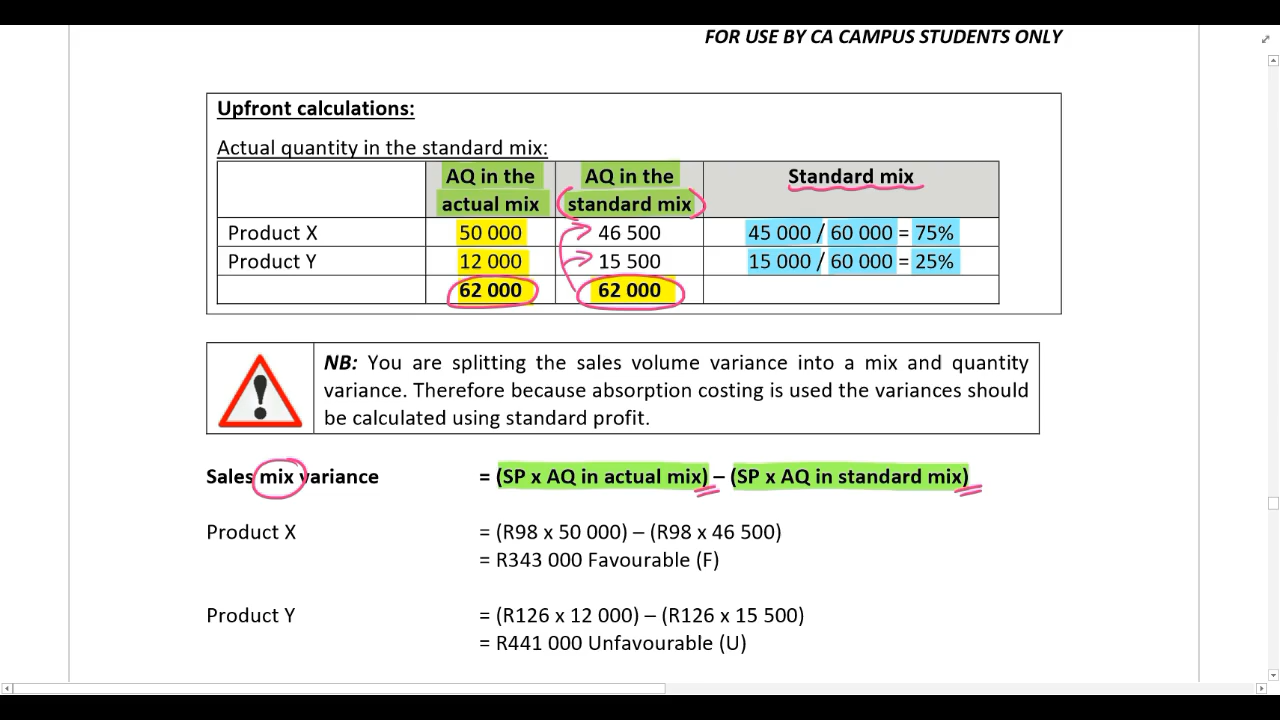 FOR USE BY CA CAMPUS STUDENTS ONLY
Upfront calculations:
Actual quantity in the standard mix:
AQ in the actual mix AQ in the standard mix Standard mix
Product X 50 000 46 500 45 000 / 60 000 = 75%
Product Y 12 000 15 500 15 000 / 60 000 = 25%
62 000 62 000
NB: You are splitting the sales volume variance into a mix and quantity
variance. Therefore because absorption costing is used the variances should
be calculated using standard profit.
Sales mix variance = (SP x AQ in actual mix) – (SP x AQ in standard mix)
Product X = (R98 x 50 000) – (R98 x 46 500)
= R343 000 Favourable (F)
Product Y = (R126 x 12 000) – (R126 x 15 500)
= R441 000 Unfavourable (U)